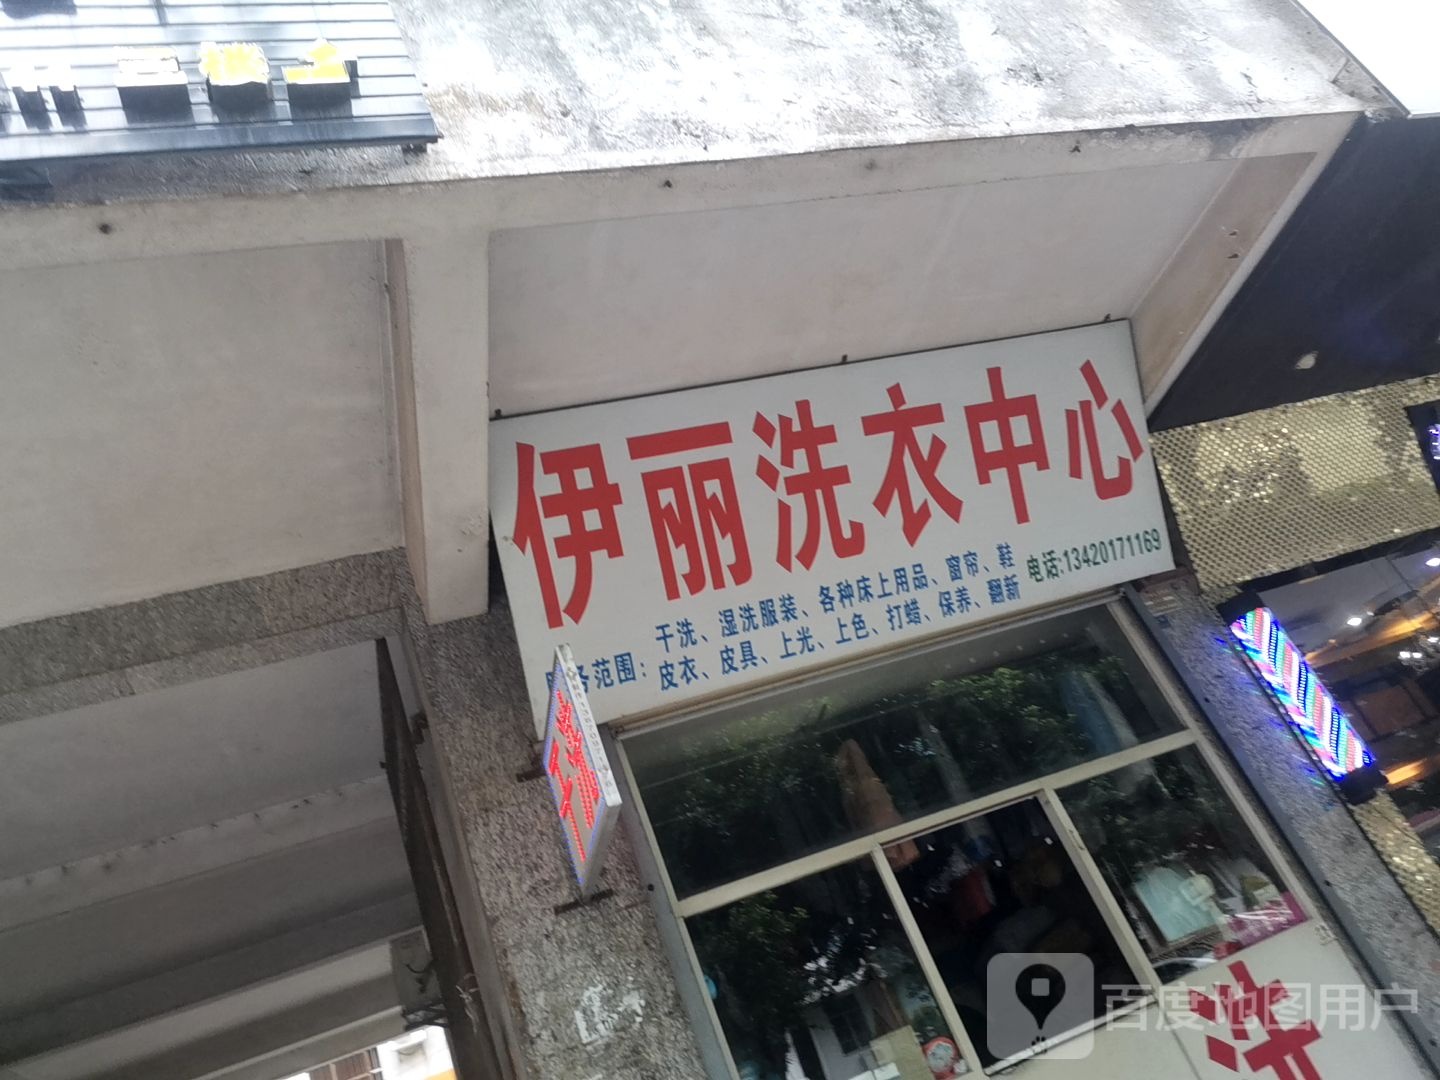 伊丽洗衣中心
干洗、湿洗服装、各种床上用品、窗帘、鞋
务范围：
皮衣、皮具、上光、上色、打蜡、保养、翻新
电话:13420171169
洗
百度地图用户